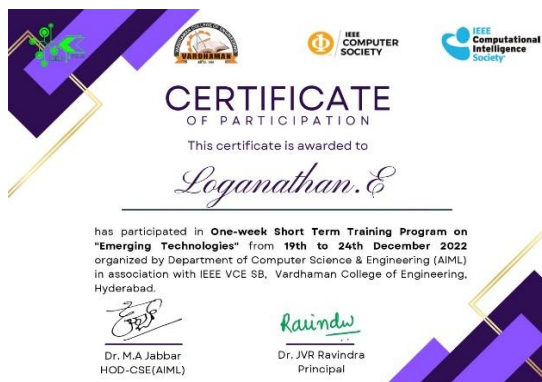 VARDHAMAN
IEEE
COMPUTER
SOCIETY
IEEE
Computational
Intelligence
Society
CERTIFICATE
OF PARTICIPATION
This certificate is awarded to
Loganathan.E
has participated in One-week Short Term Training Program on
"Emerging Technologies" from 19th to 24th December 2022
organized by Department of Computer Science & Engineering (AIML)
in association with IEEE VCE SB, Vardhaman College of Engineering,
Hyderabad.
Ravindra
Dr. M.A Jabbar
HOD-CSE(AIML)
Dr. JVR Ravindra
Principal